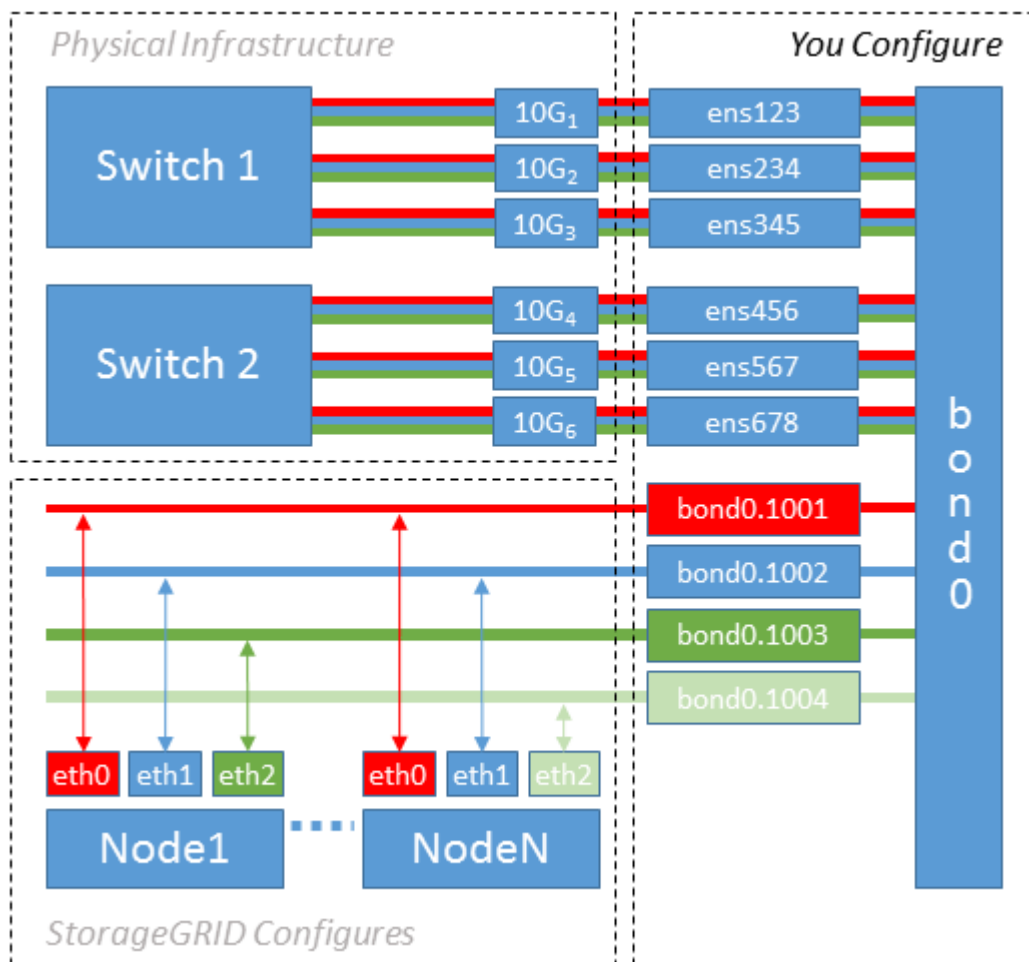 Physical Infrastructure
You Configure
Switch 1
10G1
ens123
10G2
ens234
10G3
ens345
Switch 2
10G4
ens456
10G5
ens567
10G6
ens678
bond0
bond0.1001
bond0.1002
bond0.1003
bond0.1004
eth0 eth1 eth2
eth0 eth1 eth2
Node1
NodeN
StorageGRID Configures